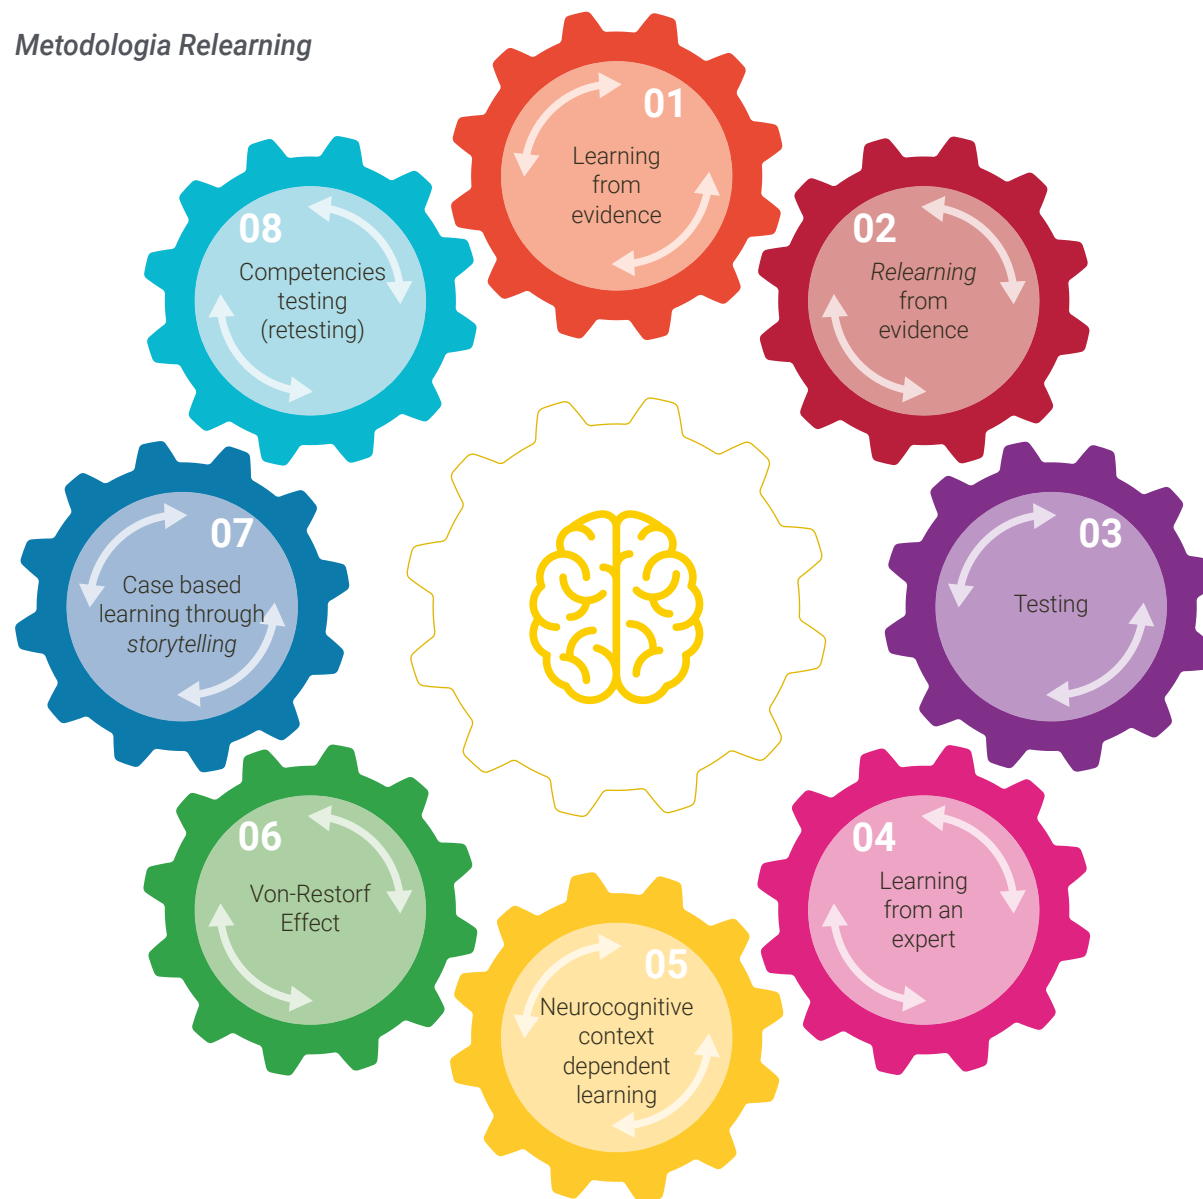 Metodologia Relearning
01
Learning
from
evidence
02
Relearning
from
evidence
03
Testing
04
Learning
from an
expert
05
Neurocognitive
context
dependent
learning
06
Von-Restorf
Effect
07
Case based
learning through
storytelling
08
Competencies
testing
(retesting)